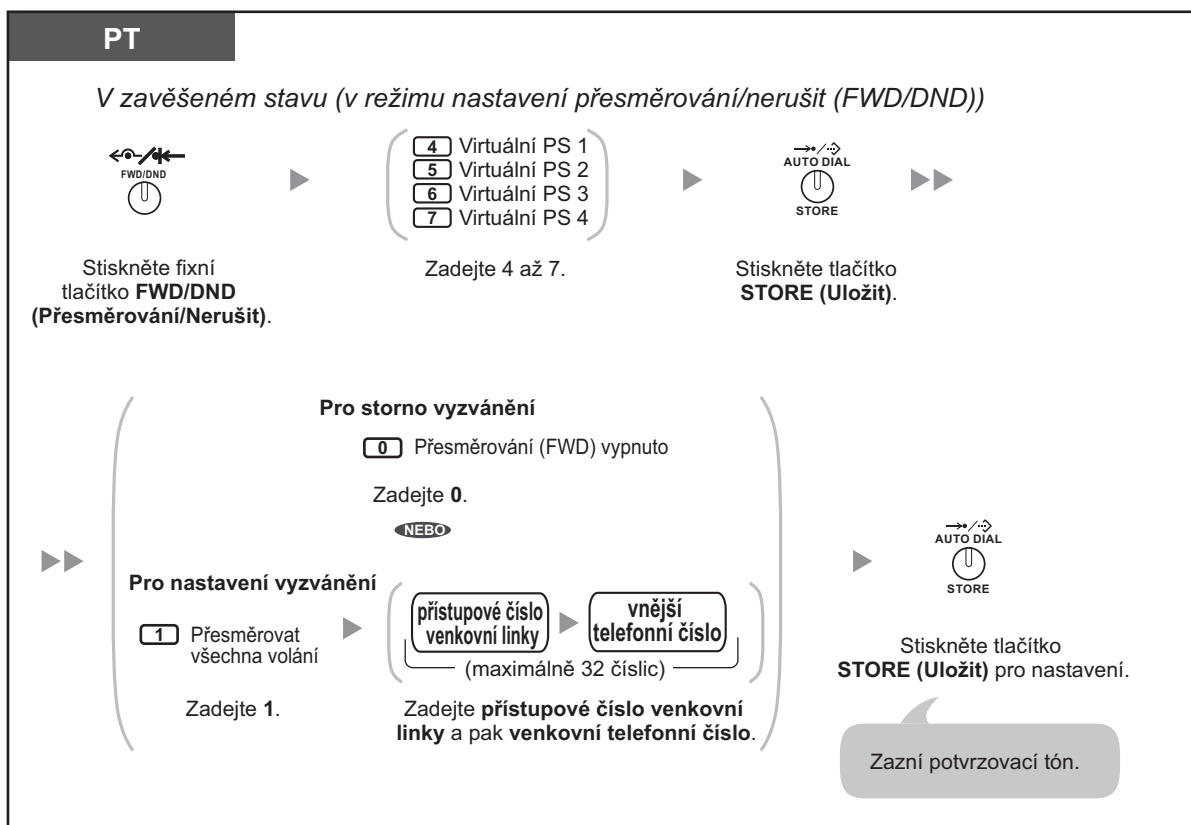 PT
V zavěšeném stavu (v režimu nastavení přesměrování/nerušit (FWD/DND))
FWD/DND
Stiskněte fixní
tlačítko FWD/DND
(Přesměrování/Nerušit).
4 Virtuální PS 1
5 Virtuální PS 2
6 Virtuální PS 3
7 Virtuální PS 4
Zadejte 4 až 7.
AUTO DIAL
STORE
Stiskněte tlačítko
STORE (Uložit).
Pro storno vyzvánění
0 Přesměrování (FWD) vypnuto
Zadejte 0.
NEBO
Pro nastavení vyzvánění
1 Přesměrovat
všechna volání
Zadejte 1.
přístupové číslo
venkovní linky
vnější
telefonní číslo
(maximálně 32 číslic)
Zadejte přístupové číslo venkovní
linky a pak venkovní telefonní číslo.
AUTO DIAL
STORE
Stiskněte tlačítko
STORE (Uložit) pro nastavení.
Zazní potvrzovací tón.